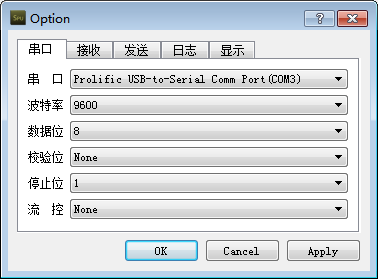 Option
串口 接收 发送 日志 显示
串 口 Prolific USB-to-Serial Comm Port(COM3)
波特率 9600
数据位 8
校验位 None
停止位 1
流 控 None
OK Cancel Apply